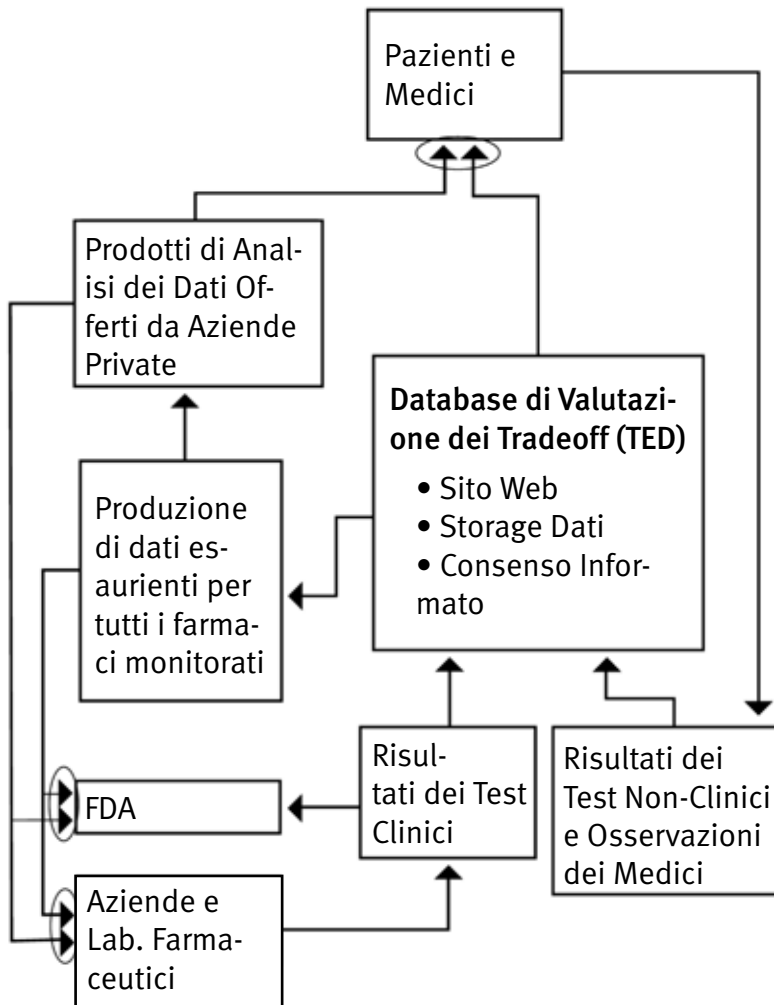 Pazienti e
Medici
Prodotti di Anal-
isi dei Dati Of-
ferti da Aziende
Private
Database di Valutazi-
one dei Tradeoff (TED)
• Sito Web
• Storage Dati
• Consenso Infor-
mato
Produzione
di dati es-
aurienti per
tutti i farma-
ci monitorati
Risul-
tati dei Test
Clinici
Risultati dei
Test Non-Clinici
e Osservazioni
dei Medici
FDA
Aziende e
Lab. Farma-
ceutici